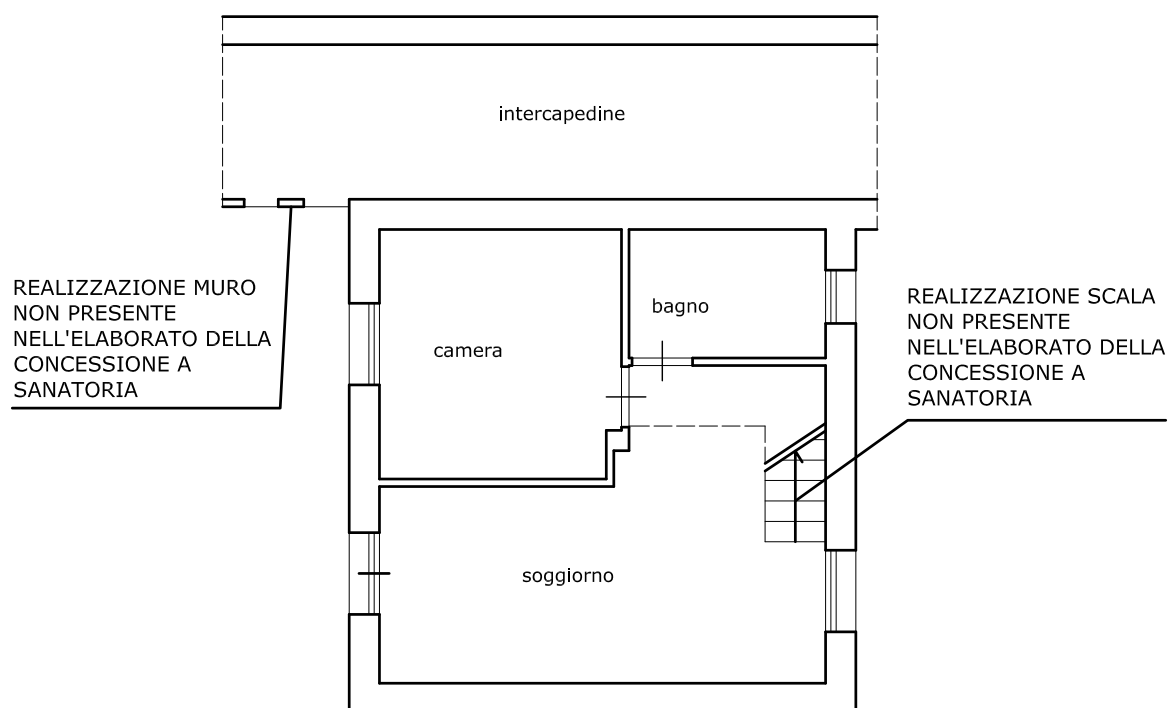 intercapedine
REALIZZAZIONE MURO
NON PRESENTE
NELL'ELABORATO DELLA
CONCESSIONE A
SANATORIA
bagno
camera
REALIZZAZIONE SCALA
NON PRESENTE
NELL'ELABORATO DELLA
CONCESSIONE A
SANATORIA
soggiorno